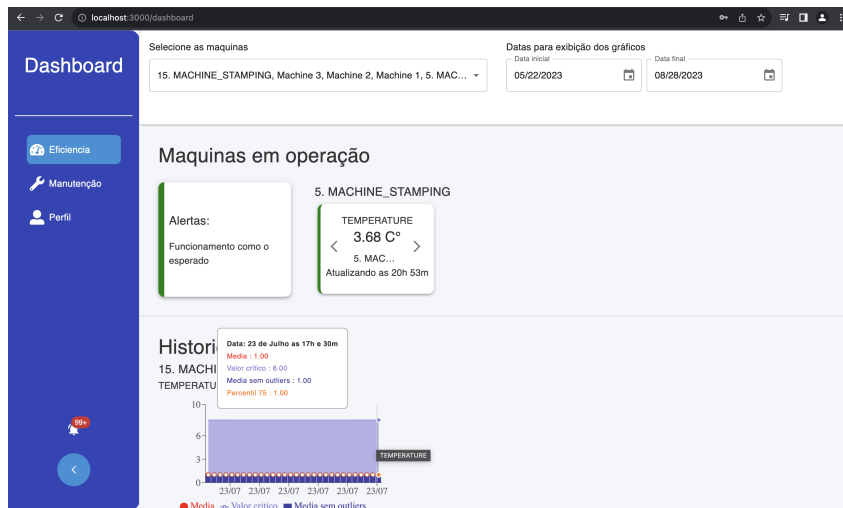 localhost:3000/dashboard
Dashboard
Selecione as maquinas
15. MACHINE_STAMPING, Machine 3, Machine 2, Machine 1, 5. MAC...
Datas para exibição dos gráficos
Data inicial
05/22/2023
Data final
08/28/2023
Eficiencia
Manutenção
Perfil
99+
Maquinas em operação
Alertas:
Funcionamento como o
esperado
5. MACHINE_STAMPING
TEMPERATURE
3.68 C°
5. MAC...
Atualizando as 20h 53m
Histori
15. MACHI
TEMPERATU
Data: 23 de Julho as 17h e 30m
Media : 1.00
Valor critico : 8.00
Media sem outliers : 1.00
Percentil 75 : 1.00
10
6
3
0
TEMPERATURE
23/07 23/07 23/07 23/07 23/07 23/07
Media Valor critico Media sem outliers